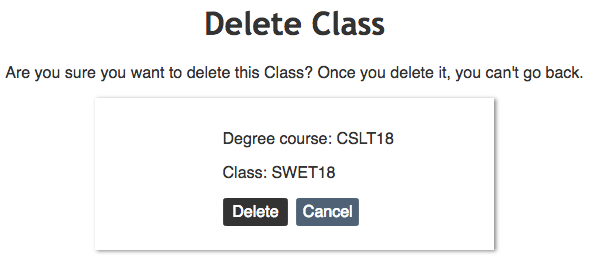 Delete Class
Are you sure you want to delete this Class? Once you delete it, you can't go back.
Degree course: CSLT18
Class: SWET18
Delete Cancel